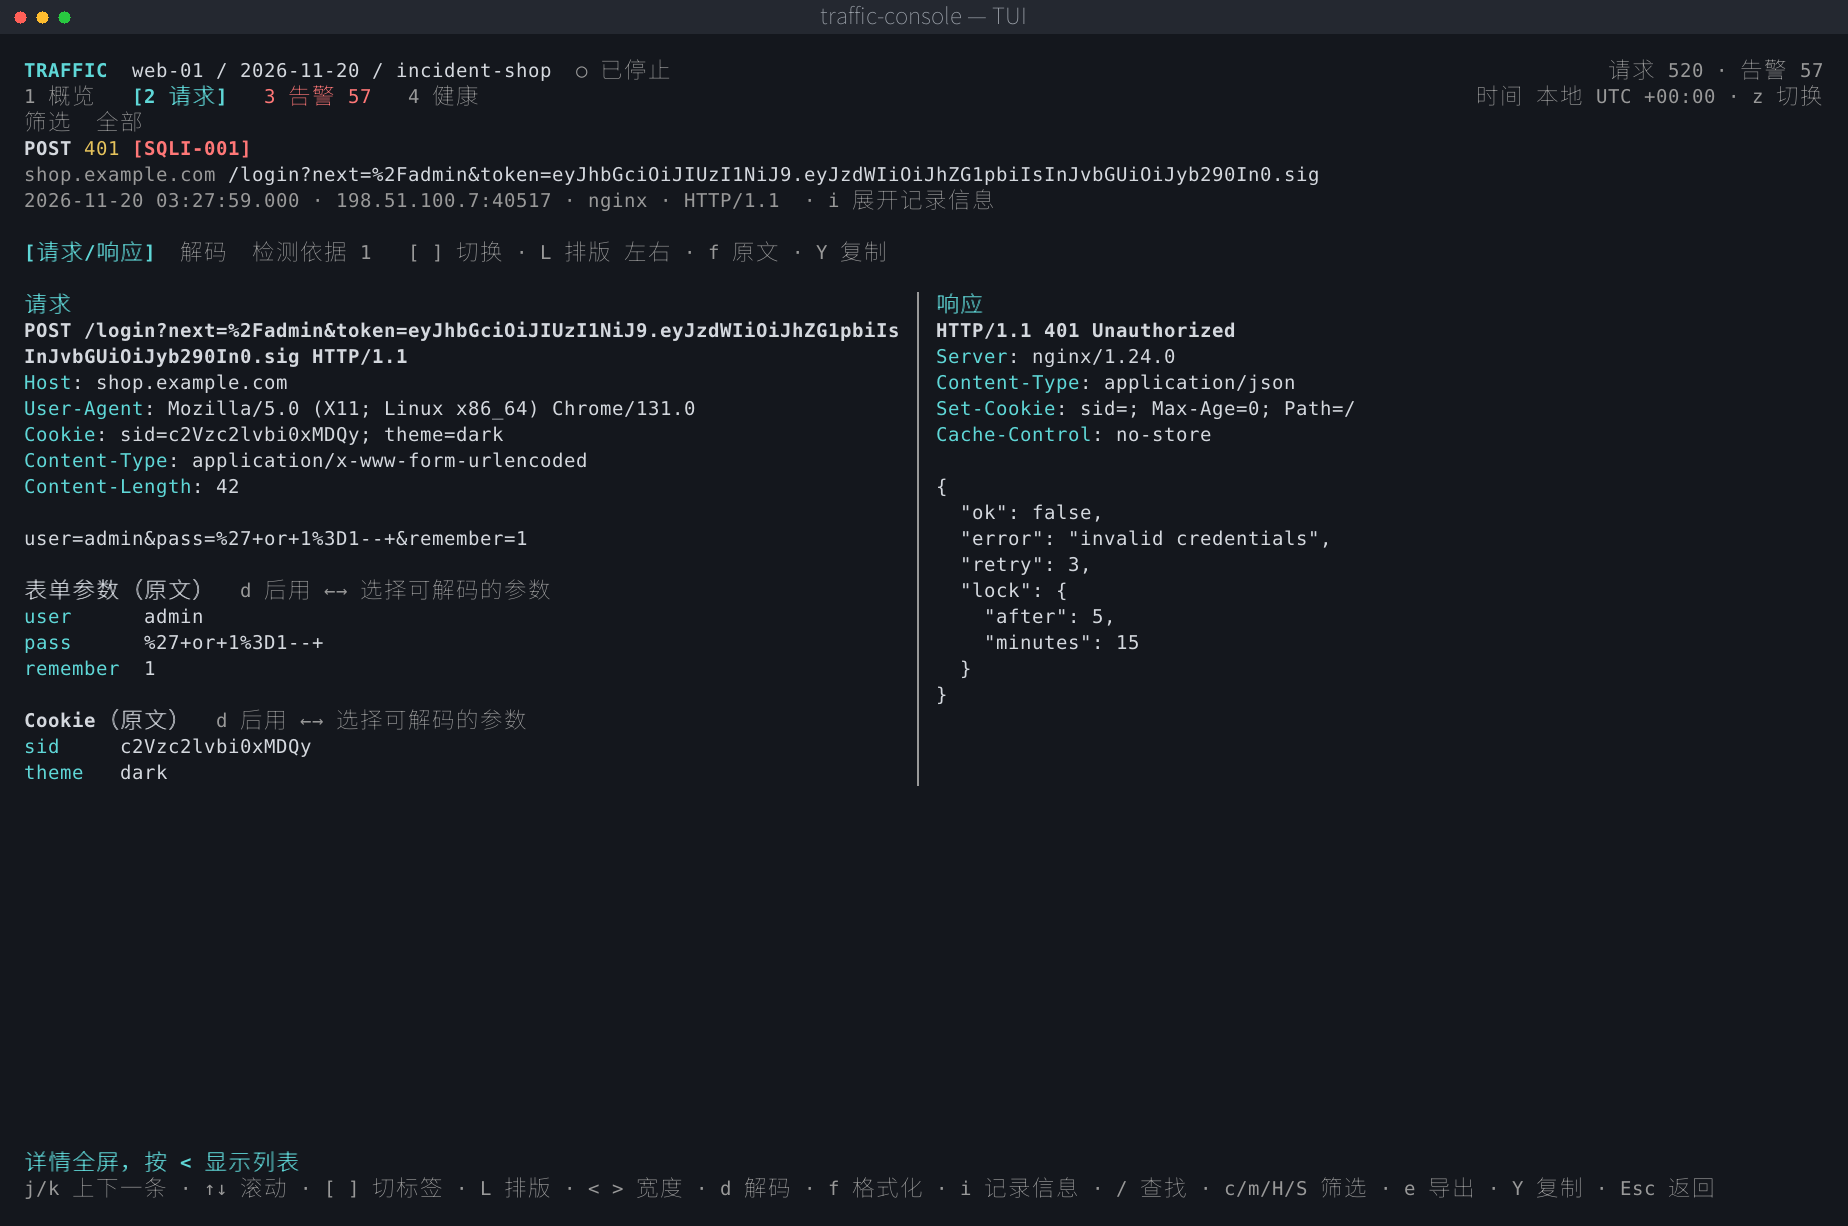 traffic-console — TUI
TRAFFIC web-01 / 2026-11-20 / incident-shop ○ 已停止 请求 520 · 告警 57
1 概览 [2 请求] 3 告警 57 4 健康 时间 本地 UTC +00:00 · z 切换
筛选 全部
POST 401 [SQLI-001]
shop.example.com /login?next=%2Fadmin&token=eyJhbGciOiJIUzI1NiJ9.eyJzdWIiOiJhZG1pbiIsInJvbGUiOiJyb290In0.sig
2026-11-20 03:27:59.000 · 198.51.100.7:40517 · nginx · HTTP/1.1 · i 展开记录信息
[请求/响应] 解码 检测依据 1 [ ] 切换 · L 排版 左右 · f 原文 · Y 复制
请求
POST /login?next=%2Fadmin&token=eyJhbGciOiJIUzI1NiJ9.eyJzdWIiOiJhZG1pbiIs
InJvbGUiOiJyb290In0.sig HTTP/1.1
Host: shop.example.com
User-Agent: Mozilla/5.0 (X11; Linux x86_64) Chrome/131.0
Cookie: sid=c2Vzc2lvbi0xMDQy; theme=dark
Content-Type: application/x-www-form-urlencoded
Content-Length: 42
user=admin&pass=%27+or+1%3D1--+&remember=1
表单参数（原文） d 后用 ←→ 选择可解码的参数
user admin
pass %27+or+1%3D1--+
remember 1
Cookie（原文） d 后用 ←→ 选择可解码的参数
sid c2Vzc2lvbi0xMDQy
theme dark
响应
HTTP/1.1 401 Unauthorized
Server: nginx/1.24.0
Content-Type: application/json
Set-Cookie: sid=; Max-Age=0; Path=/
Cache-Control: no-store
{
  "ok": false,
  "error": "invalid credentials",
  "retry": 3,
  "lock": {
    "after": 5,
    "minutes": 15
  }
}
详情全屏，按 < 显示列表
j/k 上下一条 · ↑↓ 滚动 · [ ] 切标签 · L 排版 · < > 宽度 · d 解码 · f 格式化 · i 记录信息 · / 查找 · c/m/H/S 筛选 · e 导出 · Y 复制 · Esc 返回